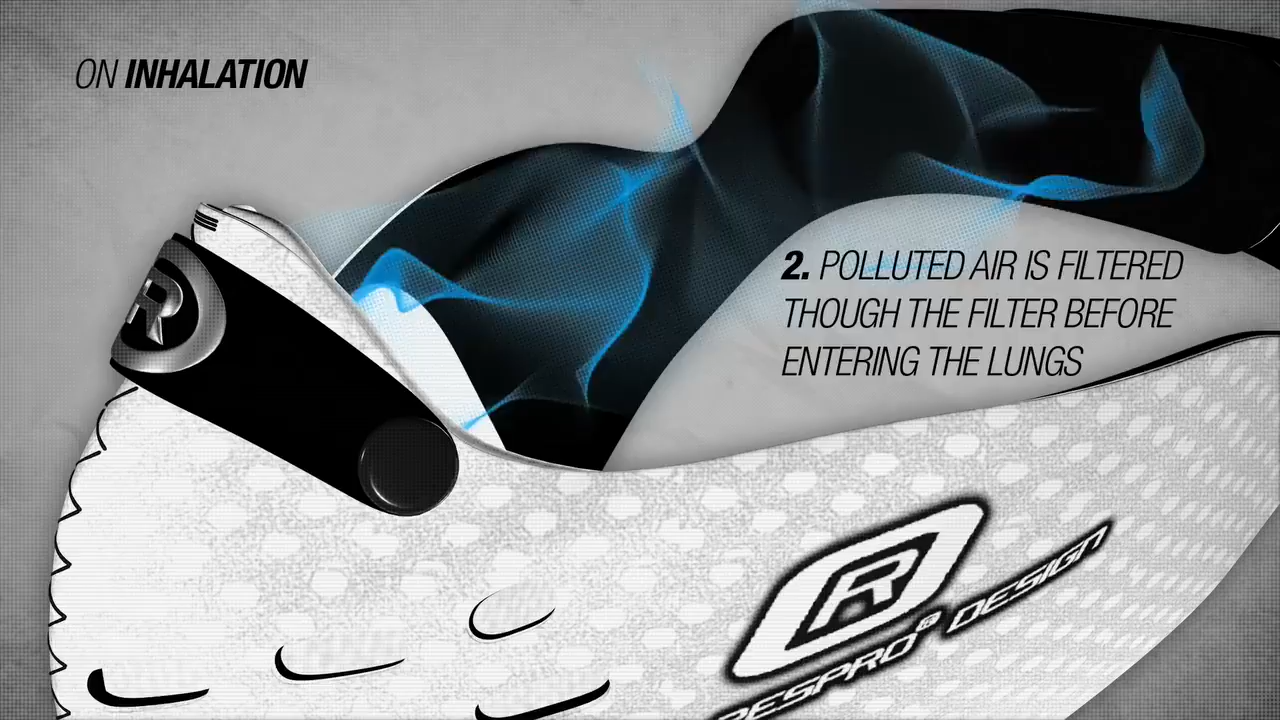 ON INHALATION
2. POLLUTED AIR IS FILTERED
THOUGH THE FILTER BEFORE
ENTERING THE LUNGS
R
R
RESPRO® DESIGN